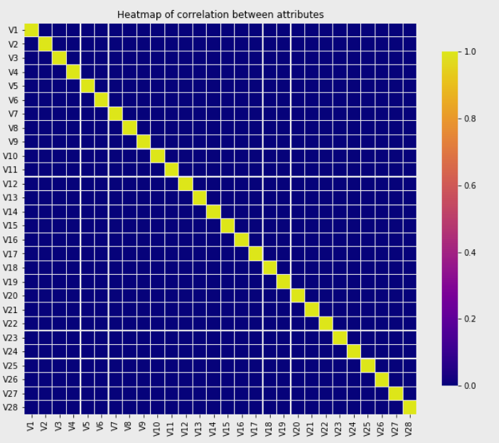 Heatmap of correlation between attributes
V1
V2
V3
V4
V5
V6
V7
V8
V9
V10
V11
V12
V13
V14
V15
V16
V17
V18
V19
V20
V21
V22
V23
V24
V25
V26
V27
V28
1.0
0.8
0.6
0.4
0.2
0.0
V1 V2 V3 V4 V5 V6 V7 V8 V9 V10 V11 V12 V13 V14 V15 V16 V17 V18 V19 V20 V21 V22 V23 V24 V25 V26 V27 V28